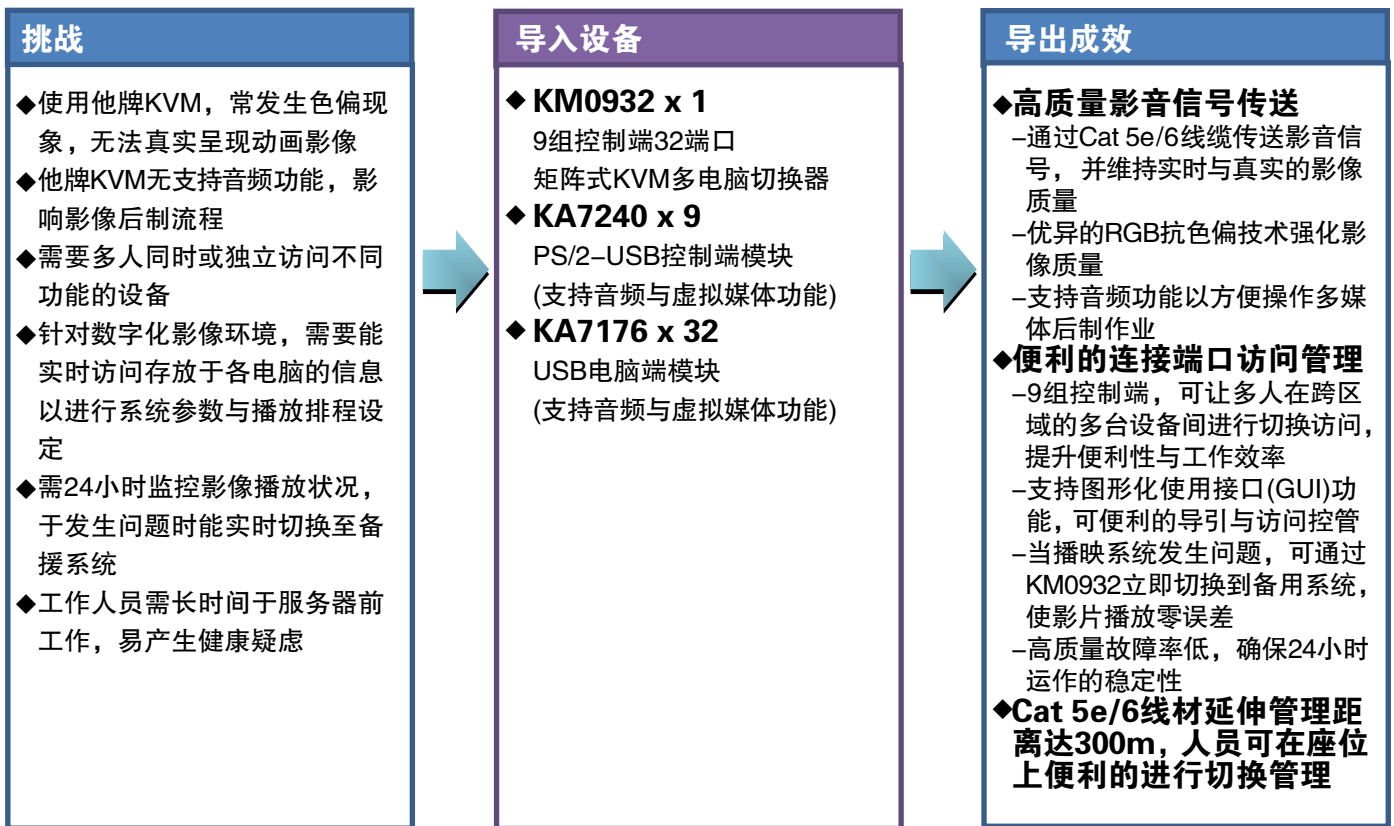 挑战
◆使用他牌KVM，常发生色偏现
象，无法真实呈现动画影像
◆他牌KVM无支持音频功能，影
响影像后制流程
◆需要多人同时或独立访问不同
功能的设备
◆针对数字化影像环境，需要能
实时访问存放于各电脑的信息
以进行系统参数与播放排程设
定
◆需24小时监控影像播放状况，
于发生问题时能实时切换至备
援系统
◆工作人员需长时间于服务器前
工作，易产生健康疑虑
导入设备
◆ KM0932 x 1
9组控制端32端口
矩阵式KVM多电脑切换器
◆ KA7240 x 9
PS/2–USB控制端模块
(支持音频与虚拟媒体功能)
◆ KA7176 x 32
USB电脑端模块
(支持音频与虚拟媒体功能)
导出成效
◆高质量影音信号传送
–通过Cat 5e/6线缆传送影音信
号，并维持实时与真实的影像
质量
–优异的RGB抗色偏技术强化影
像质量
–支持音频功能以方便操作多媒
体后制作业
◆便利的连接端口访问管理
–9组控制端，可让多人在跨区
域的多台设备间进行切换访问，
提升便利性与工作效率
–支持图形化使用接口(GUI)功
能，可便利的导引与访问控管
–当播映系统发生问题，可通过
KM0932立即切换到备用系统，
使影片播放零误差
–高质量故障率低，确保24小时
运作的稳定性
◆Cat 5e/6线材延伸管理距
离达300m，人员可在座位
上便利的进行切换管理